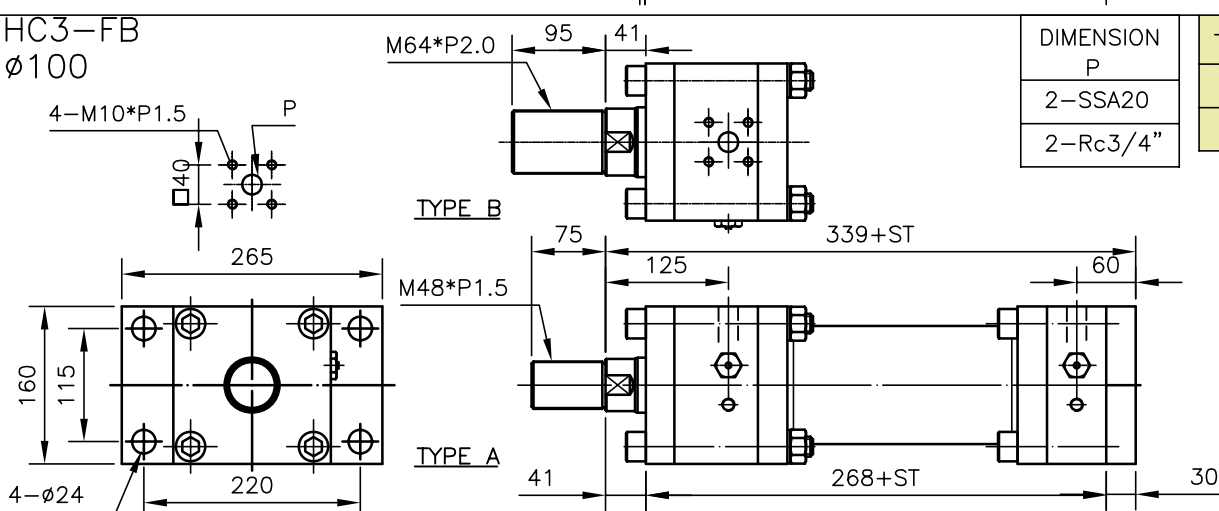 HC3-FB
ø100
4-M10*P1.5
P
□40
265
160
115
220
4-ø24
M64*P2.0
95
41
TYPE B
75
339+ST
125
60
M48*P1.5
TYPE A
41
268+ST
30
DIMENSION
P
2-SSA20
2-Rc3/4"